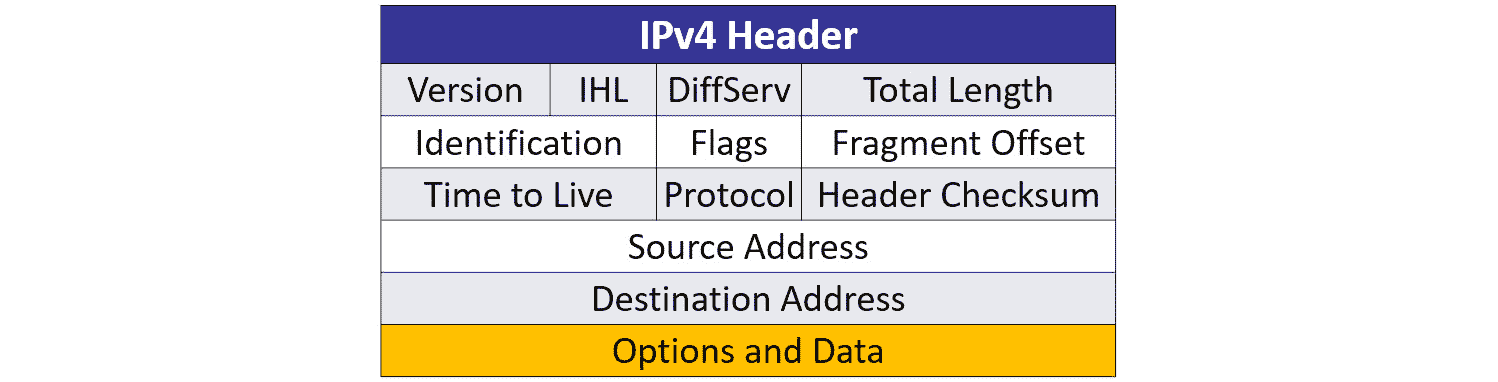 IPv4 Header
Version IHL DiffServ Total Length
Identification Flags Fragment Offset
Time to Live Protocol Header Checksum
Source Address
Destination Address
Options and Data